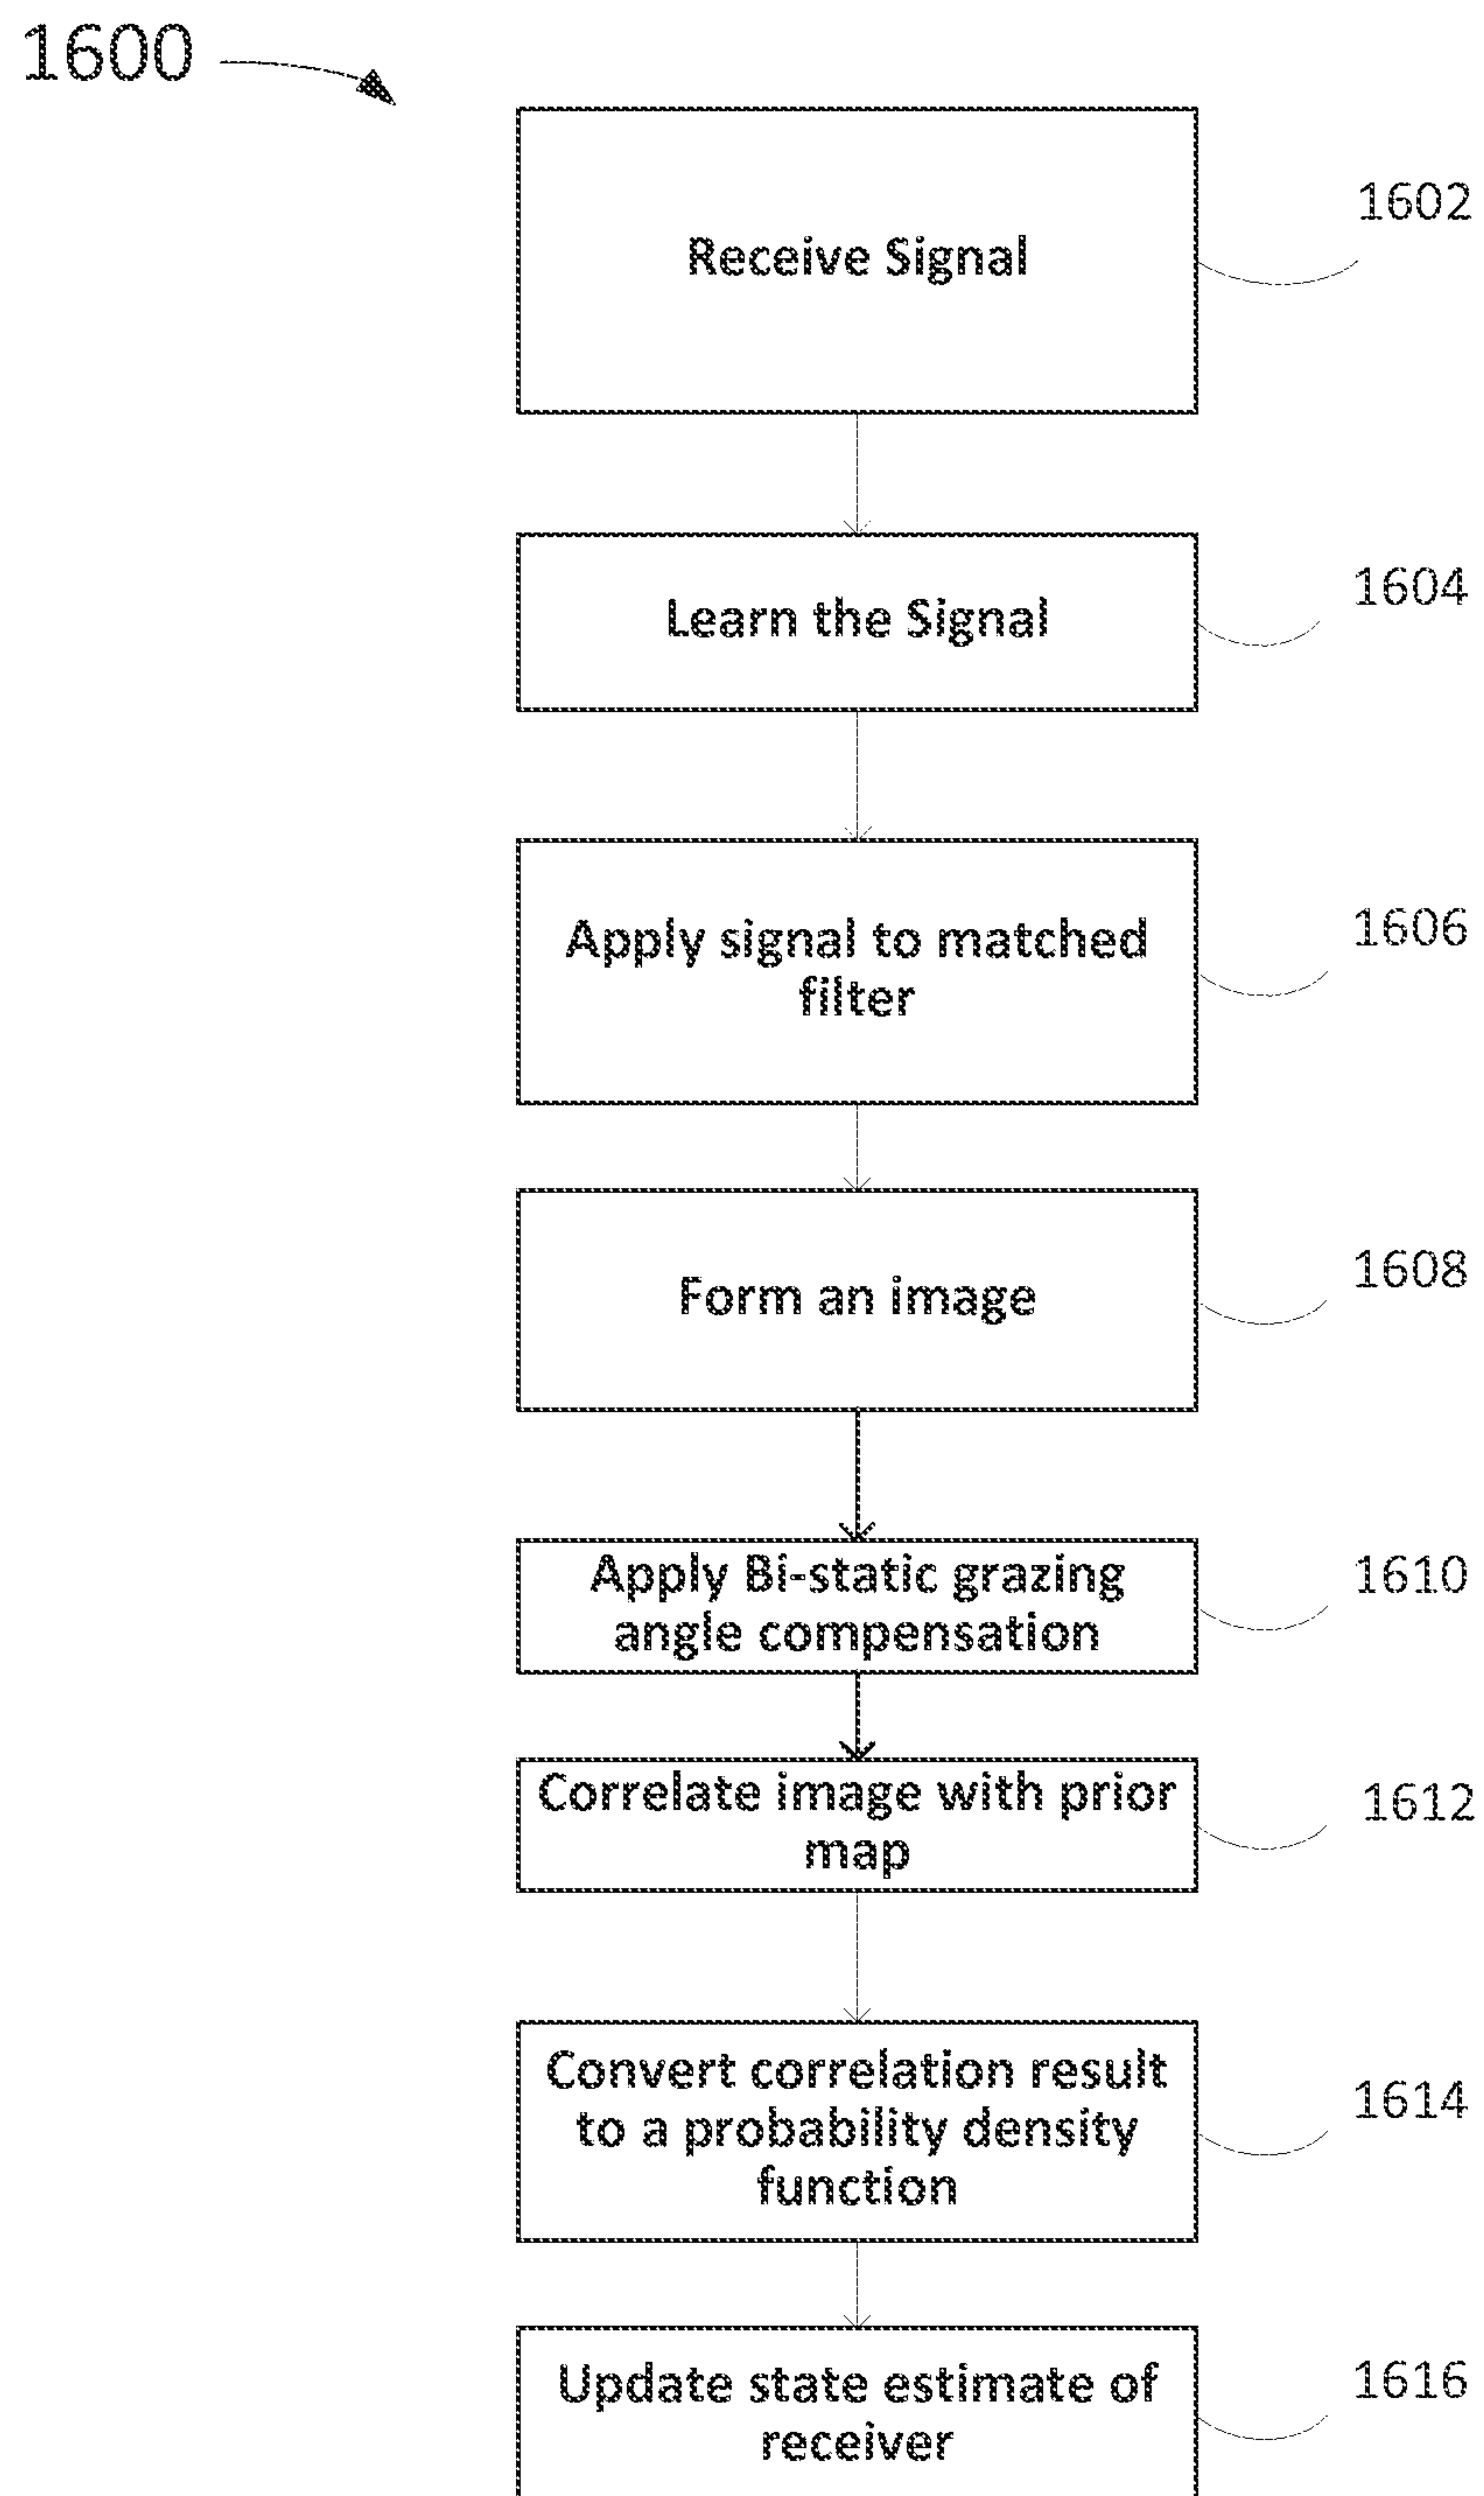 1600
Receive Signal
1602
Learn the Signal
1604
Apply signal to matched
filter
1606
Form an image
1608
Apply Bi-static grazing
angle compensation
1610
Correlate image with prior
map
1612
Convert correlation result
to a probability density
function
1614
Update state estimate of
receiver
1616